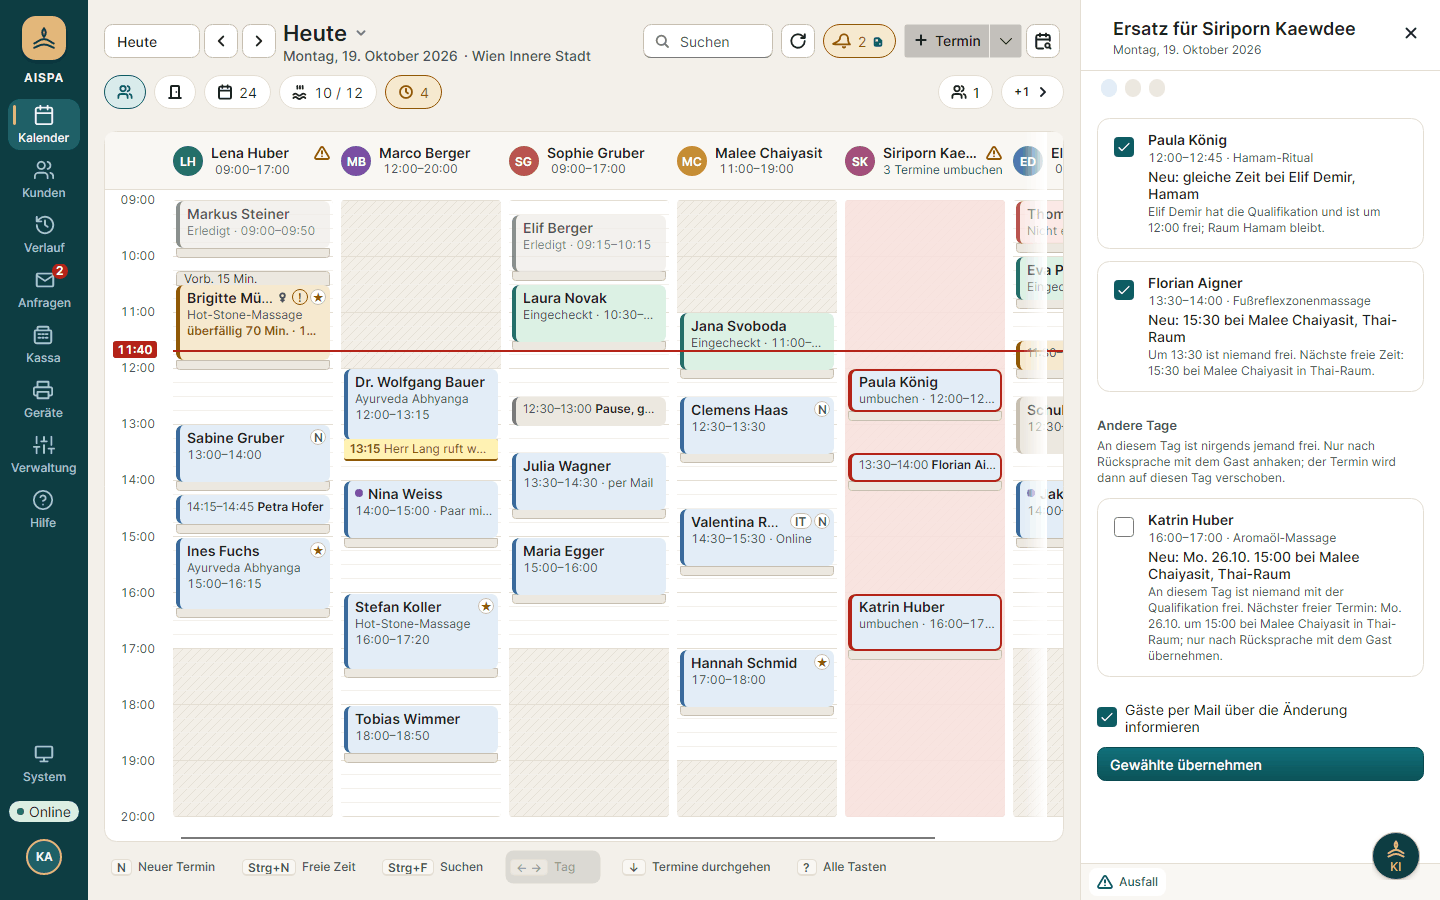 AISPA
Kalender
Kunden
Verlauf
2
Anfragen
Kassa
Geräte
Verwaltung
Hilfe
System
Online
KA
Heute
Heute
Montag, 19. Oktober 2026 · Wien Innere Stadt
Suchen
2
Termin
24
10 / 12
4
1
+1
LH
Lena Huber
09:00–17:00
MB
Marco Berger
12:00–20:00
SG
Sophie Gruber
09:00–17:00
MC
Malee Chaiyasit
11:00–19:00
SK
Siriporn Kae...
3 Termine umbuchen
ED
09:00
10:00
11:00
11:40
12:00
13:00
14:00
15:00
16:00
17:00
18:00
19:00
20:00
Markus Steiner
Erledigt · 09:00–09:50
Vorb. 15 Min.
Brigitte Mü...
Hot-Stone-Massage
überfällig 70 Min. · 1...
Sabine Gruber
N
13:00–14:00
14:15–14:45 Petra Hofer
Ines Fuchs
Ayurveda Abhyanga
15:00–16:15
Dr. Wolfgang Bauer
Ayurveda Abhyanga
12:00–13:15
13:15 Herr Lang ruft w...
Nina Weiss
14:00–15:00 · Paar mi...
Stefan Koller
Hot-Stone-Massage
16:00–17:20
Tobias Wimmer
18:00–18:50
Elif Berger
Erledigt · 09:15–10:15
Laura Novak
Eingecheckt · 10:30–...
12:30–13:00 Pause, g...
Julia Wagner
13:30–14:30 · per Mail
Maria Egger
15:00–16:00
Jana Svoboda
Eingecheckt · 11:00–...
Clemens Haas
N
12:30–13:30
Valentina R...
IT
N
14:30–15:30 · Online
Hannah Schmid
17:00–18:00
Paula König
umbuchen · 12:00–12...
13:30–14:00 Florian Ai...
Katrin Huber
umbuchen · 16:00–17...
N
Neuer Termin
Strg+N
Freie Zeit
Strg+F
Suchen
← →
Tag
↓
Termine durchgehen
?
Alle Tasten
Ersatz für Siriporn Kaewdee
Montag, 19. Oktober 2026
Paula König
12:00–12:45 · Hamam-Ritual
Neu: gleiche Zeit bei Elif Demir,
Hamam
Elif Demir hat die Qualifikation und ist um
12:00 frei; Raum Hamam bleibt.
Florian Aigner
13:30–14:00 · Fußreflexzonenmassage
Neu: 15:30 bei Malee Chaiyasit, Thai-
Raum
Um 13:30 ist niemand frei. Nächste freie Zeit:
15:30 bei Malee Chaiyasit in Thai-Raum.
Andere Tage
An diesem Tag ist nirgends jemand frei. Nur nach
Rücksprache mit dem Gast anhaken; der Termin wird
dann auf diesen Tag verschoben.
Katrin Huber
16:00–17:00 · Aromaöl-Massage
Neu: Mo. 26.10. 15:00 bei Malee
Chaiyasit, Thai-Raum
An diesem Tag ist niemand mit der
Qualifikation frei. Nächster freier Termin: Mo.
26.10. um 15:00 bei Malee Chaiyasit in Thai-
Raum; nur nach Rücksprache mit dem Gast
übernehmen.
Gäste per Mail über die Änderung
informieren
Gewählte übernehmen
KI
Ausfall